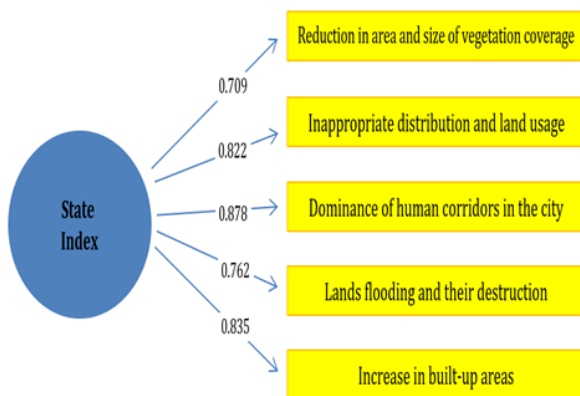 State
Index
0.709
0.822
0.878
0.762
0.835
Reduction in area and size of vegetation coverage
Inappropriate distribution and land usage
Dominance of human corridors in the city
Lands flooding and their destruction
Increase in built-up areas